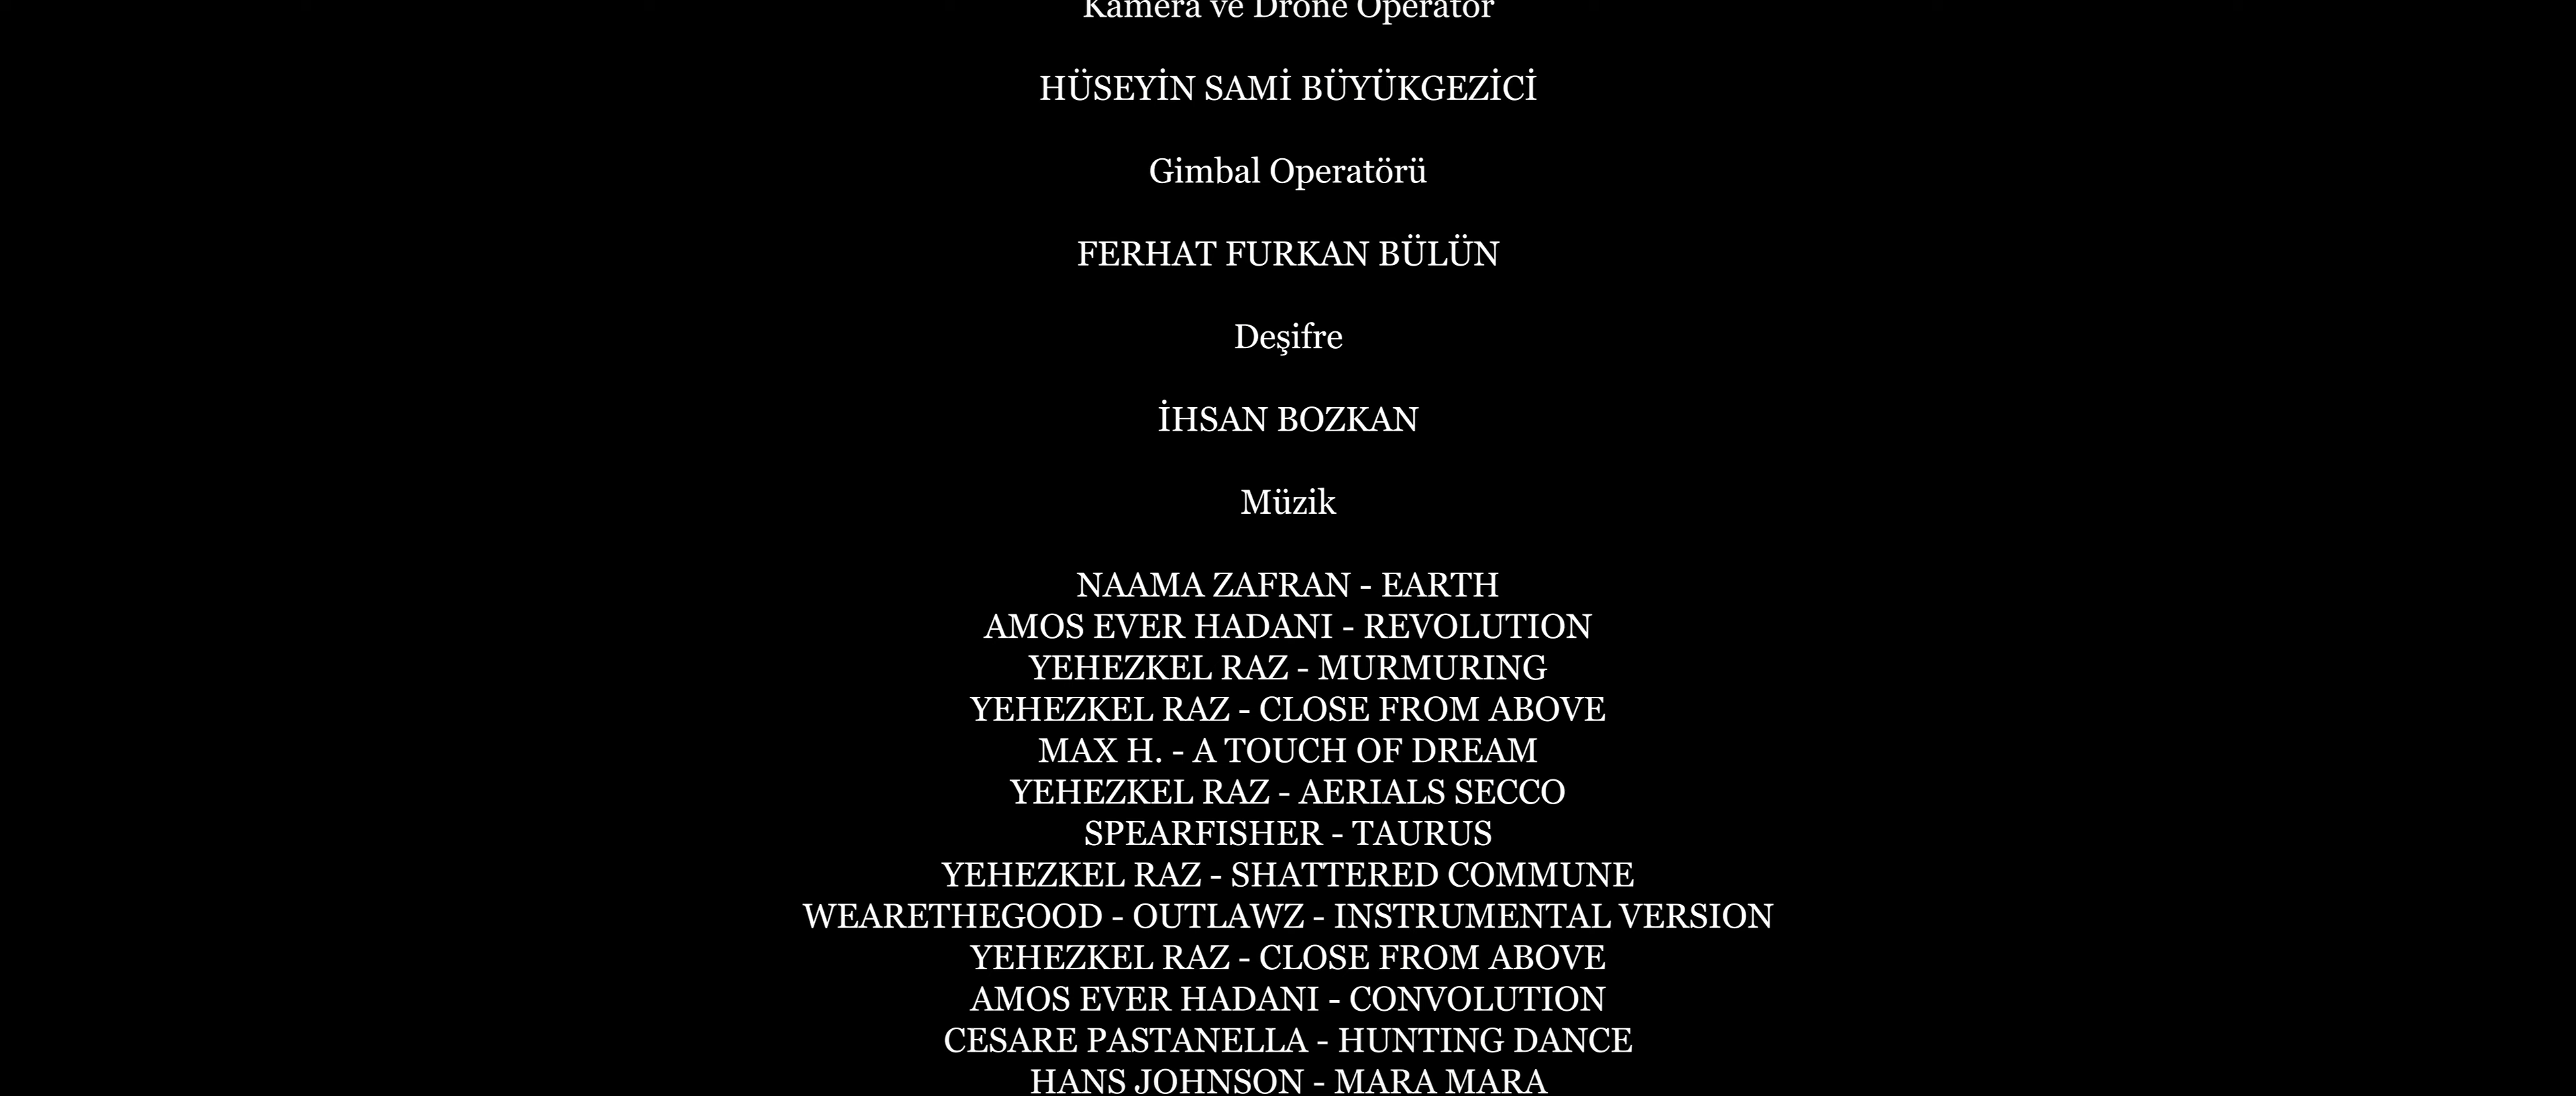 Kamera ve Drone Operatör
HÜSEYİN SAMİ BÜYÜKGEZİCİ
Gimbal Operatörü
FERHAT FURKAN BÜLÜN
Deşifre
İHSAN BOZKAN
Müzik
NAAMA ZAFRAN - EARTH
AMOS EVER HADANI - REVOLUTION
YEHEZKEL RAZ - MURMURING
YEHEZKEL RAZ - CLOSE FROM ABOVE
MAX H. - A TOUCH OF DREAM
YEHEZKEL RAZ - AERIALS SECCO
SPEARFISHER - TAURUS
YEHEZKEL RAZ - SHATTERED COMMUNE
WEARETHEGOOD - OUTLAWZ - INSTRUMENTAL VERSION
YEHEZKEL RAZ - CLOSE FROM ABOVE
AMOS EVER HADANI - CONVOLUTION
CESARE PASTANELLA - HUNTING DANCE
HANS JOHNSON - MARA MARA